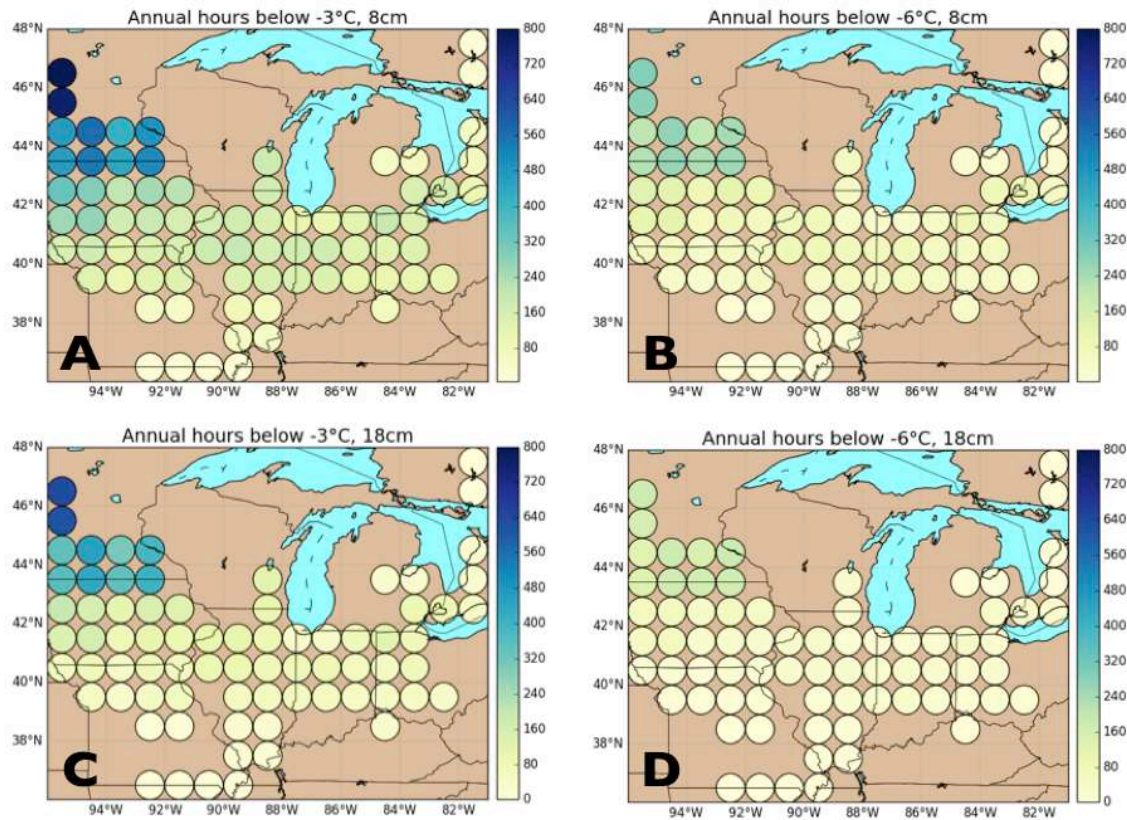 Annual hours below -3°C, 8cm
48°N
46°N
44°N
42°N
40°N
38°N
94°W 92°W 90°W 88°W 86°W 84°W 82°W
800
720
640
560
480
400
320
240
160
80
A
Annual hours below -6°C, 8cm
48°N
46°N
44°N
42°N
40°N
38°N
94°W 92°W 90°W 88°W 86°W 84°W 82°W
800
720
640
560
480
400
320
240
160
80
B
Annual hours below -3°C, 18cm
48°N
46°N
44°N
42°N
40°N
38°N
94°W 92°W 90°W 88°W 86°W 84°W 82°W
800
720
640
560
480
400
320
240
160
80
0
C
Annual hours below -6°C, 18cm
48°N
46°N
44°N
42°N
40°N
38°N
94°W 92°W 90°W 88°W 86°W 84°W 82°W
800
720
640
560
480
400
320
240
160
80
0
D